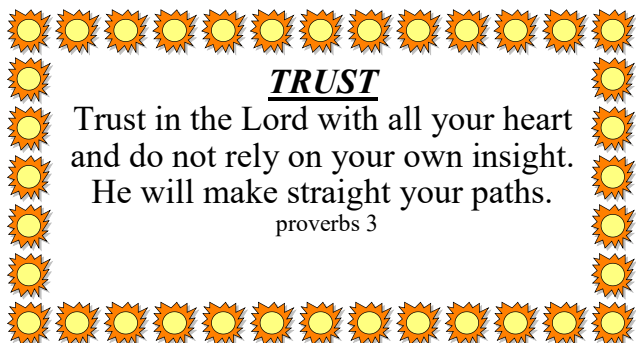 TRUST
Trust in the Lord with all your heart
and do not rely on your own insight.
He will make straight your paths.
proverbs 3